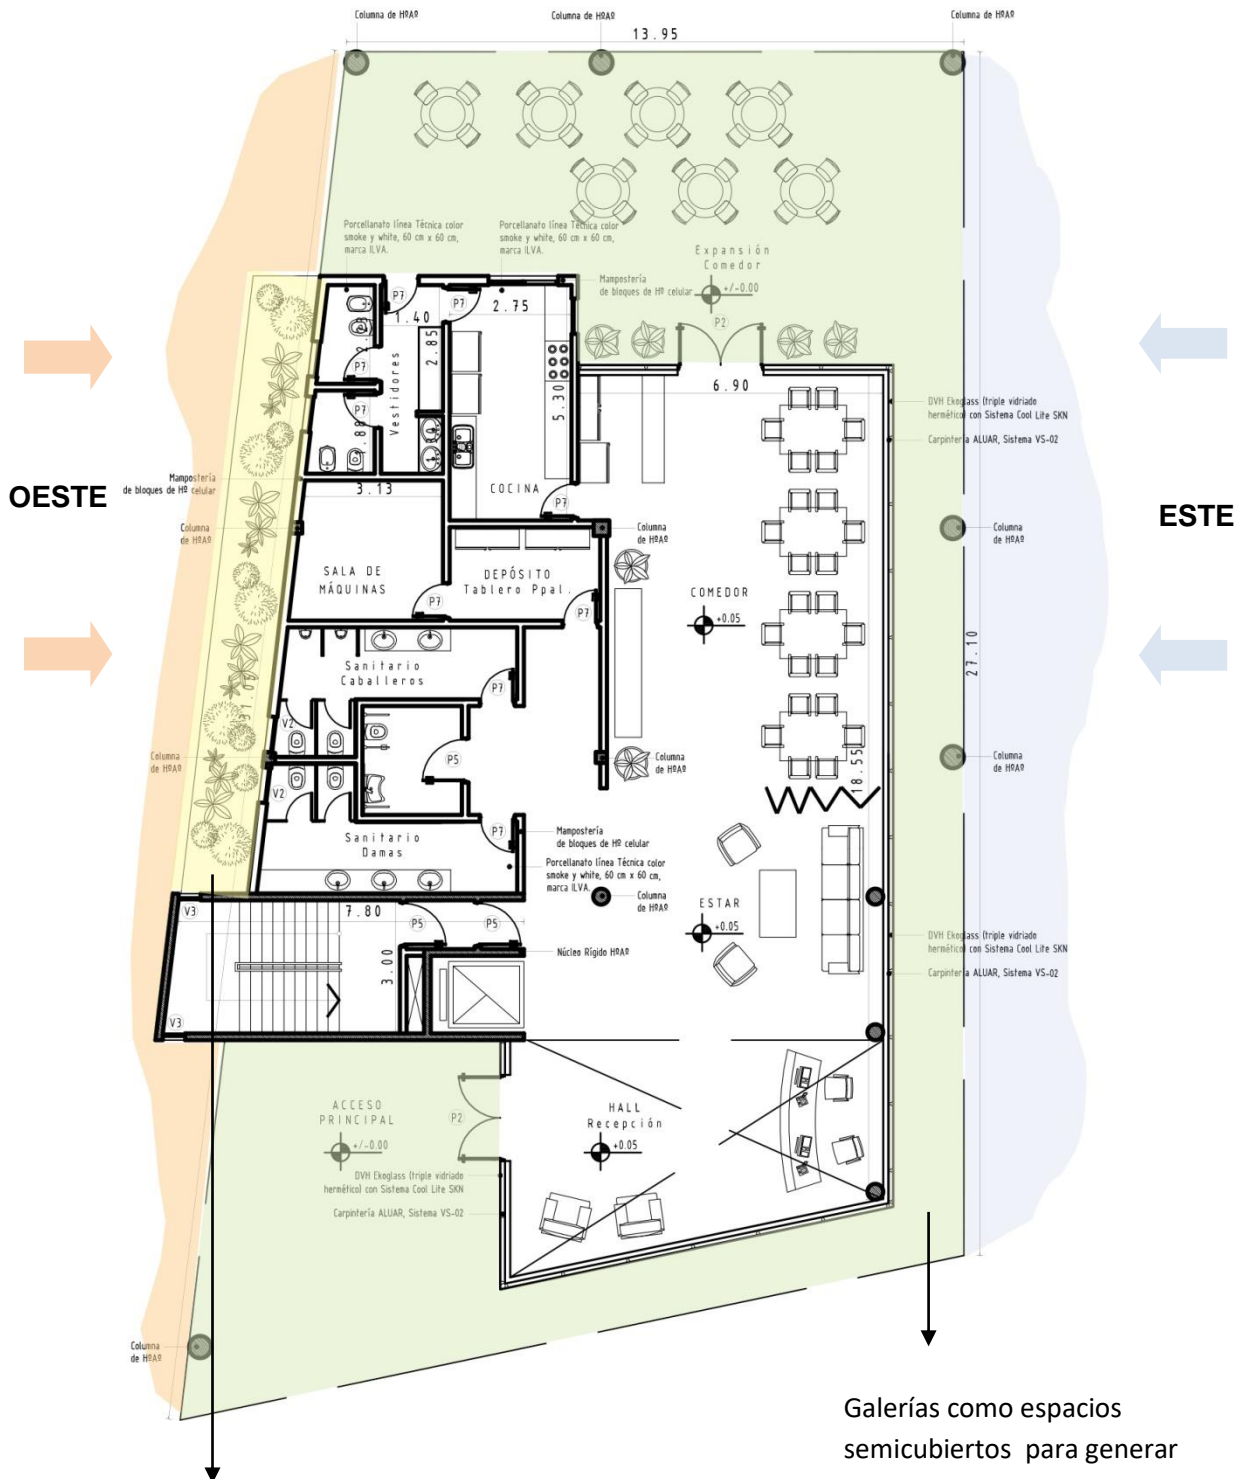 Columna de HºAº
Columna de HºAº
Columna de HºAº
13.95
Porcellanato línea Técnica color
smoke y white, 60 cm x 60 cm,
marca ILVA.
Porcellanato línea Técnica color
smoke y white, 60 cm x 60 cm,
marca ILVA.
Expansión
Comedor
+/-0.00
Mampostería
de bloques de Hº celular
P7
P7
2.75
1.40
P2
2.85
Vestidores
P7
P7
1.88
5.30
6.90
DVH Ekoglass (triple vidriado
hermético) con Sistema Cool Lite SKN
Carpintería ALUAR, Sistema VS-02
OESTE
Mampostería
de bloques de Hº celular
3.13
COCINA
P7
ESTE
Columna
de HºAº
Columna
de HºAº
Columna
de HºAº
SALA DE
MÁQUINAS
DEPÓSITO
Tablero Ppal.
P7
P7
COMEDOR
+0.05
27.10
Sanitario
Caballeros
P7
V2
P5
Columna
de HºAº
Columna
de HºAº
Columna
de HºAº
18.55
V2
Sanitario
Damas
P7
Mampostería
de bloques de Hº celular
Porcellanato línea Técnica color
smoke y white, 60 cm x 60 cm,
marca ILVA.
Columna
de HºAº
ESTAR
+0.05
V3
7.80
P5
P5
3.00
Núcleo Rígido HºAº
DVH Ekoglass (triple vidriado
hermético) con Sistema Cool Lite SKN
Carpintería ALUAR, Sistema VS-02
V3
ACCESO
PRINCIPAL
+/-0.00
P2
HALL
Recepción
+0.05
DVH Ekoglass (triple vidriado
hermético) con Sistema Cool Lite SKN
Carpintería ALUAR, Sistema VS-02
Columna
de HºAº
Galerías como espacios
semicubiertos para generar